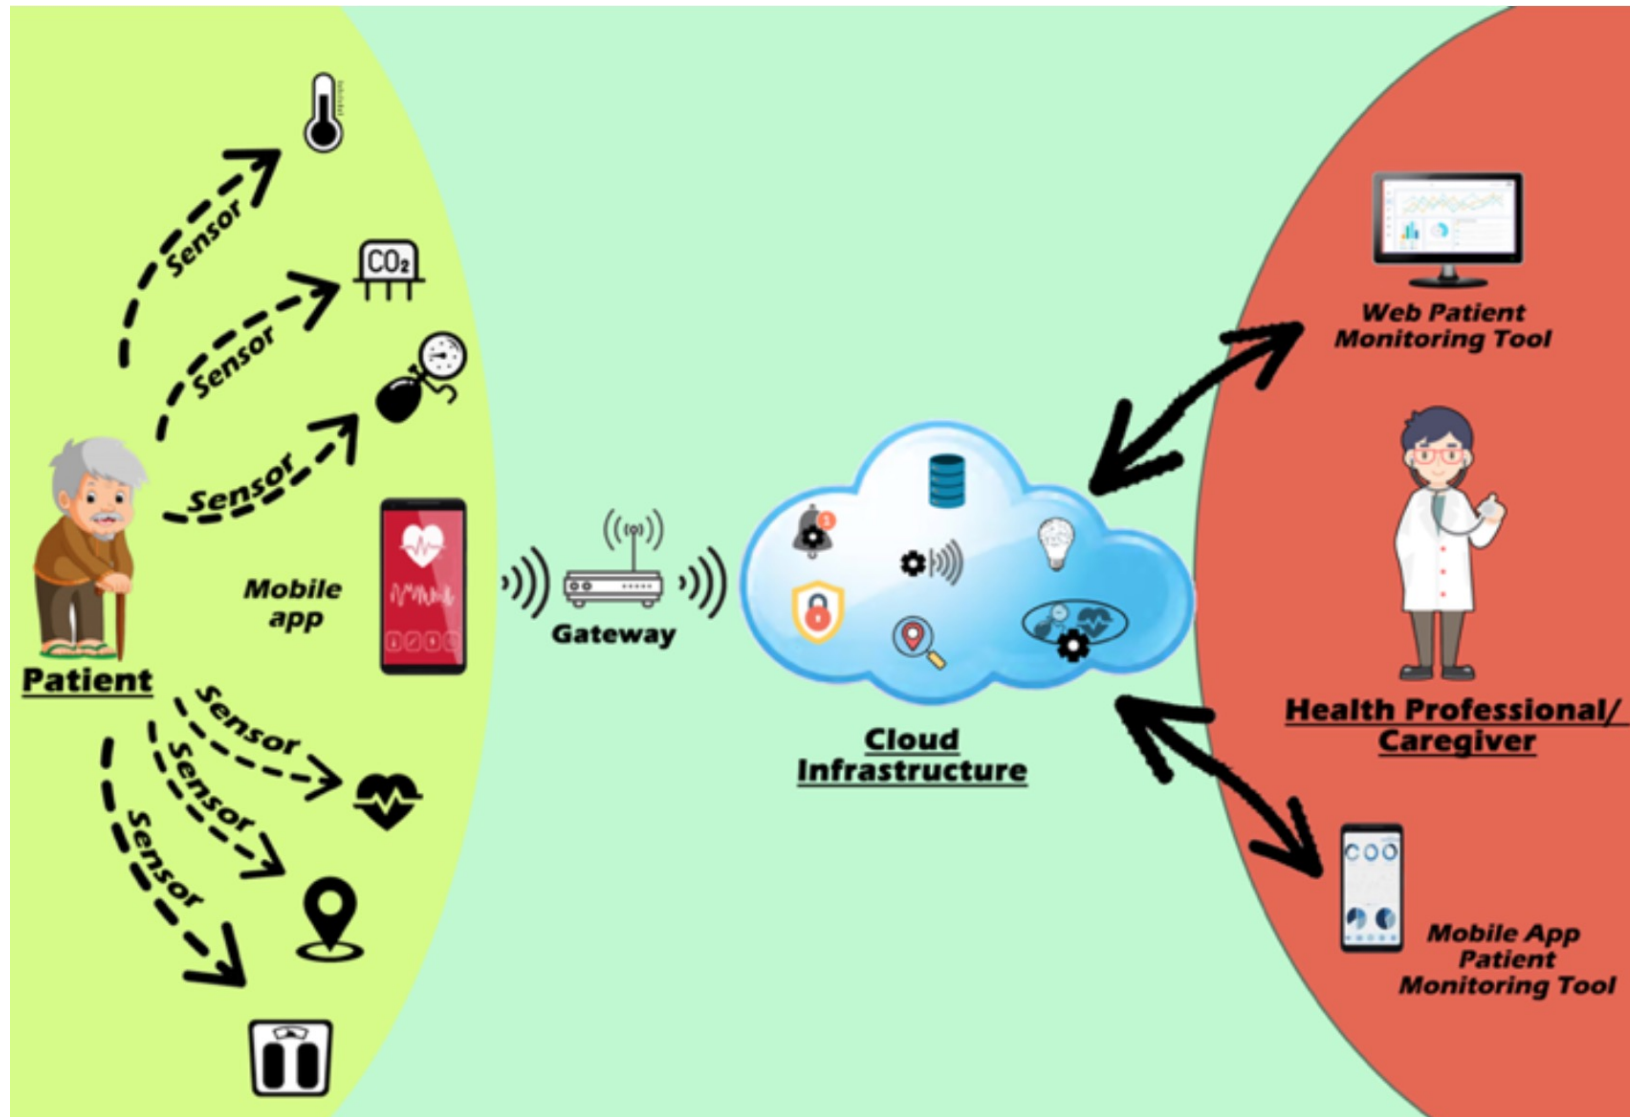 Sensor
CO₂
Sensor
Sensor
Mobile
app
Patient
Sensor
Sensor
Sensor
Gateway
1
Cloud
Infrastructure
Web Patient
Monitoring Tool
Health Professional/
Caregiver
Mobile App
Patient
Monitoring Tool